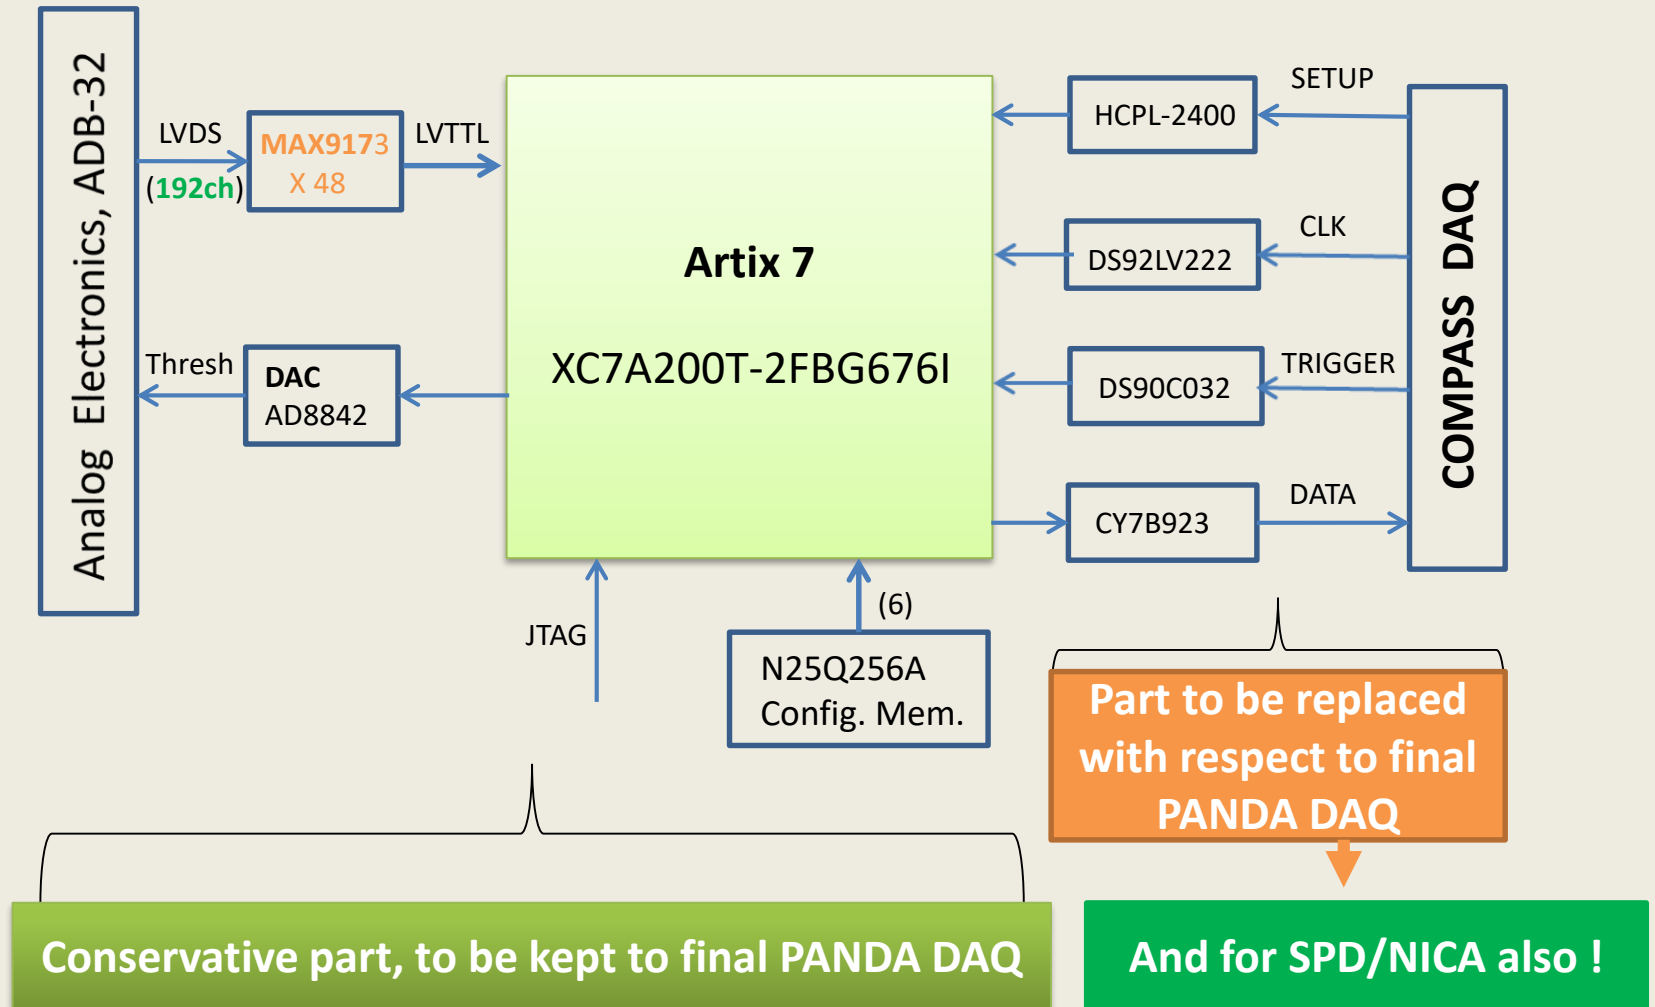 Analog Electronics, ADB-32
LVDS
(192ch)
MAX9173
X 48
LVTTL
Thresh
DAC
AD8842
Artix 7
XC7A200T-2FBG676I
HCPL-2400
SETUP
DS92LV222
CLK
DS90C032
TRIGGER
CY7B923
DATA
COMPASS DAQ
JTAG
(6)
N25Q256A
Config. Mem.
Part to be replaced
with respect to final
PANDA DAQ
Conservative part, to be kept to final PANDA DAQ
And for SPD/NICA also !